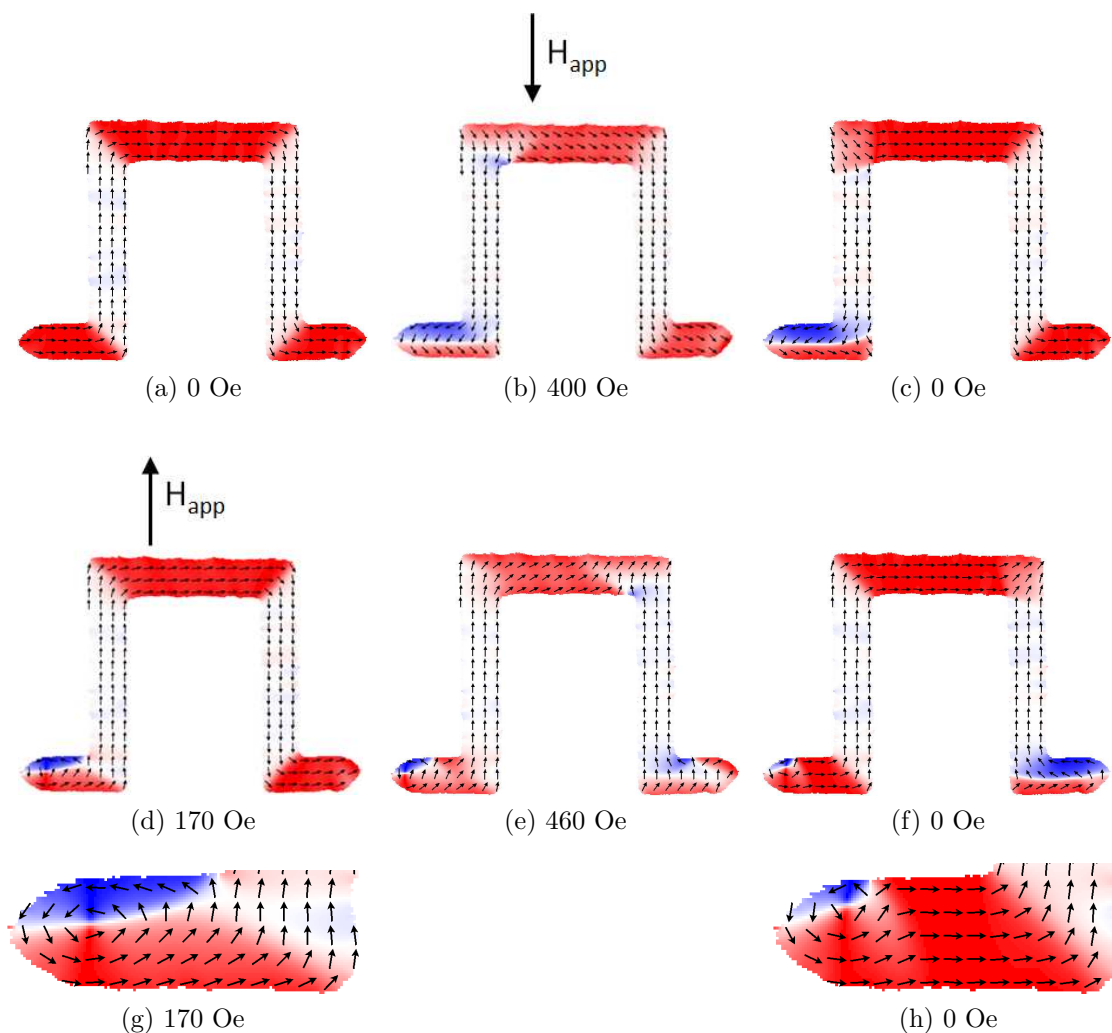 H_app
(a) 0 Oe
(b) 400 Oe
(c) 0 Oe
H_app
(d) 170 Oe
(e) 460 Oe
(f) 0 Oe
(g) 170 Oe
(h) 0 Oe